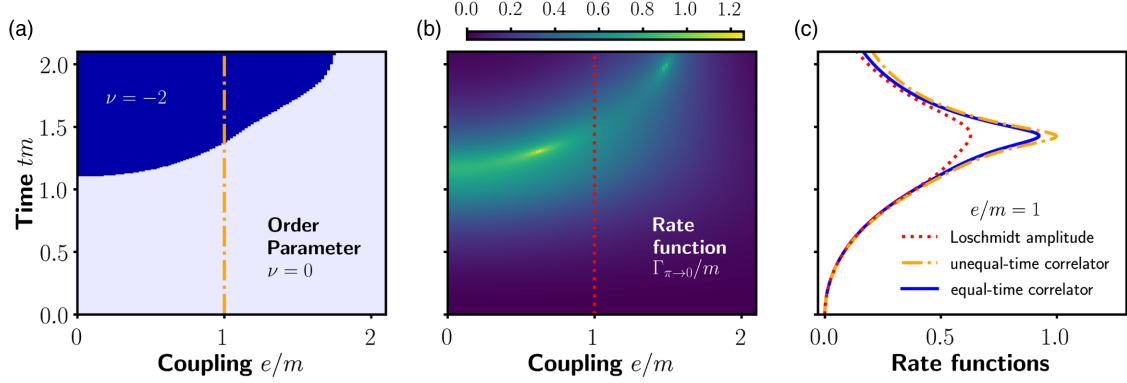 (a)
2.0
1.5
1.0
0.5
0.0
Time tm
ν = −2
Order
Parameter
ν = 0
0
1
2
Coupling e/m
(b)
0.0
0.2
0.4
0.6
0.8
1.0
1.2
Rate
function
Γπ→0/m
0
1
2
Coupling e/m
(c)
e/m = 1
Loschmidt amplitude
unequal-time correlator
equal-time correlator
0.0
0.5
1.0
Rate functions